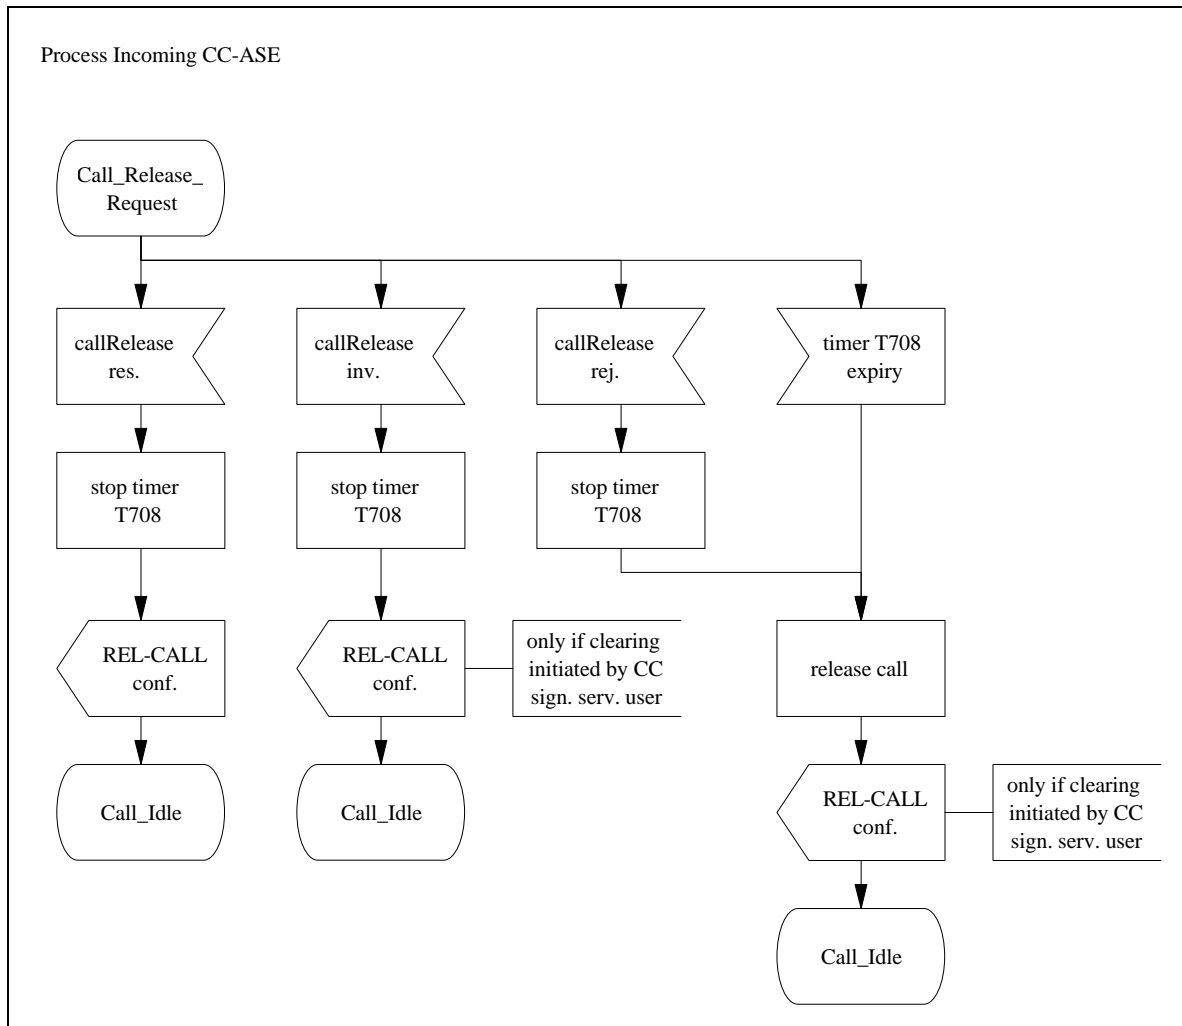 Process Incoming CC-ASE
Call_Release_
Request
callRelease
res.
callRelease
inv.
callRelease
rej.
timer T708
expiry
stop timer
T708
stop timer
T708
stop timer
T708
REL-CALL
conf.
REL-CALL
conf.
only if clearing
initiated by CC
sign. serv. user
release call
Call_Idle
Call_Idle
REL-CALL
conf.
only if clearing
initiated by CC
sign. serv. user
Call_Idle